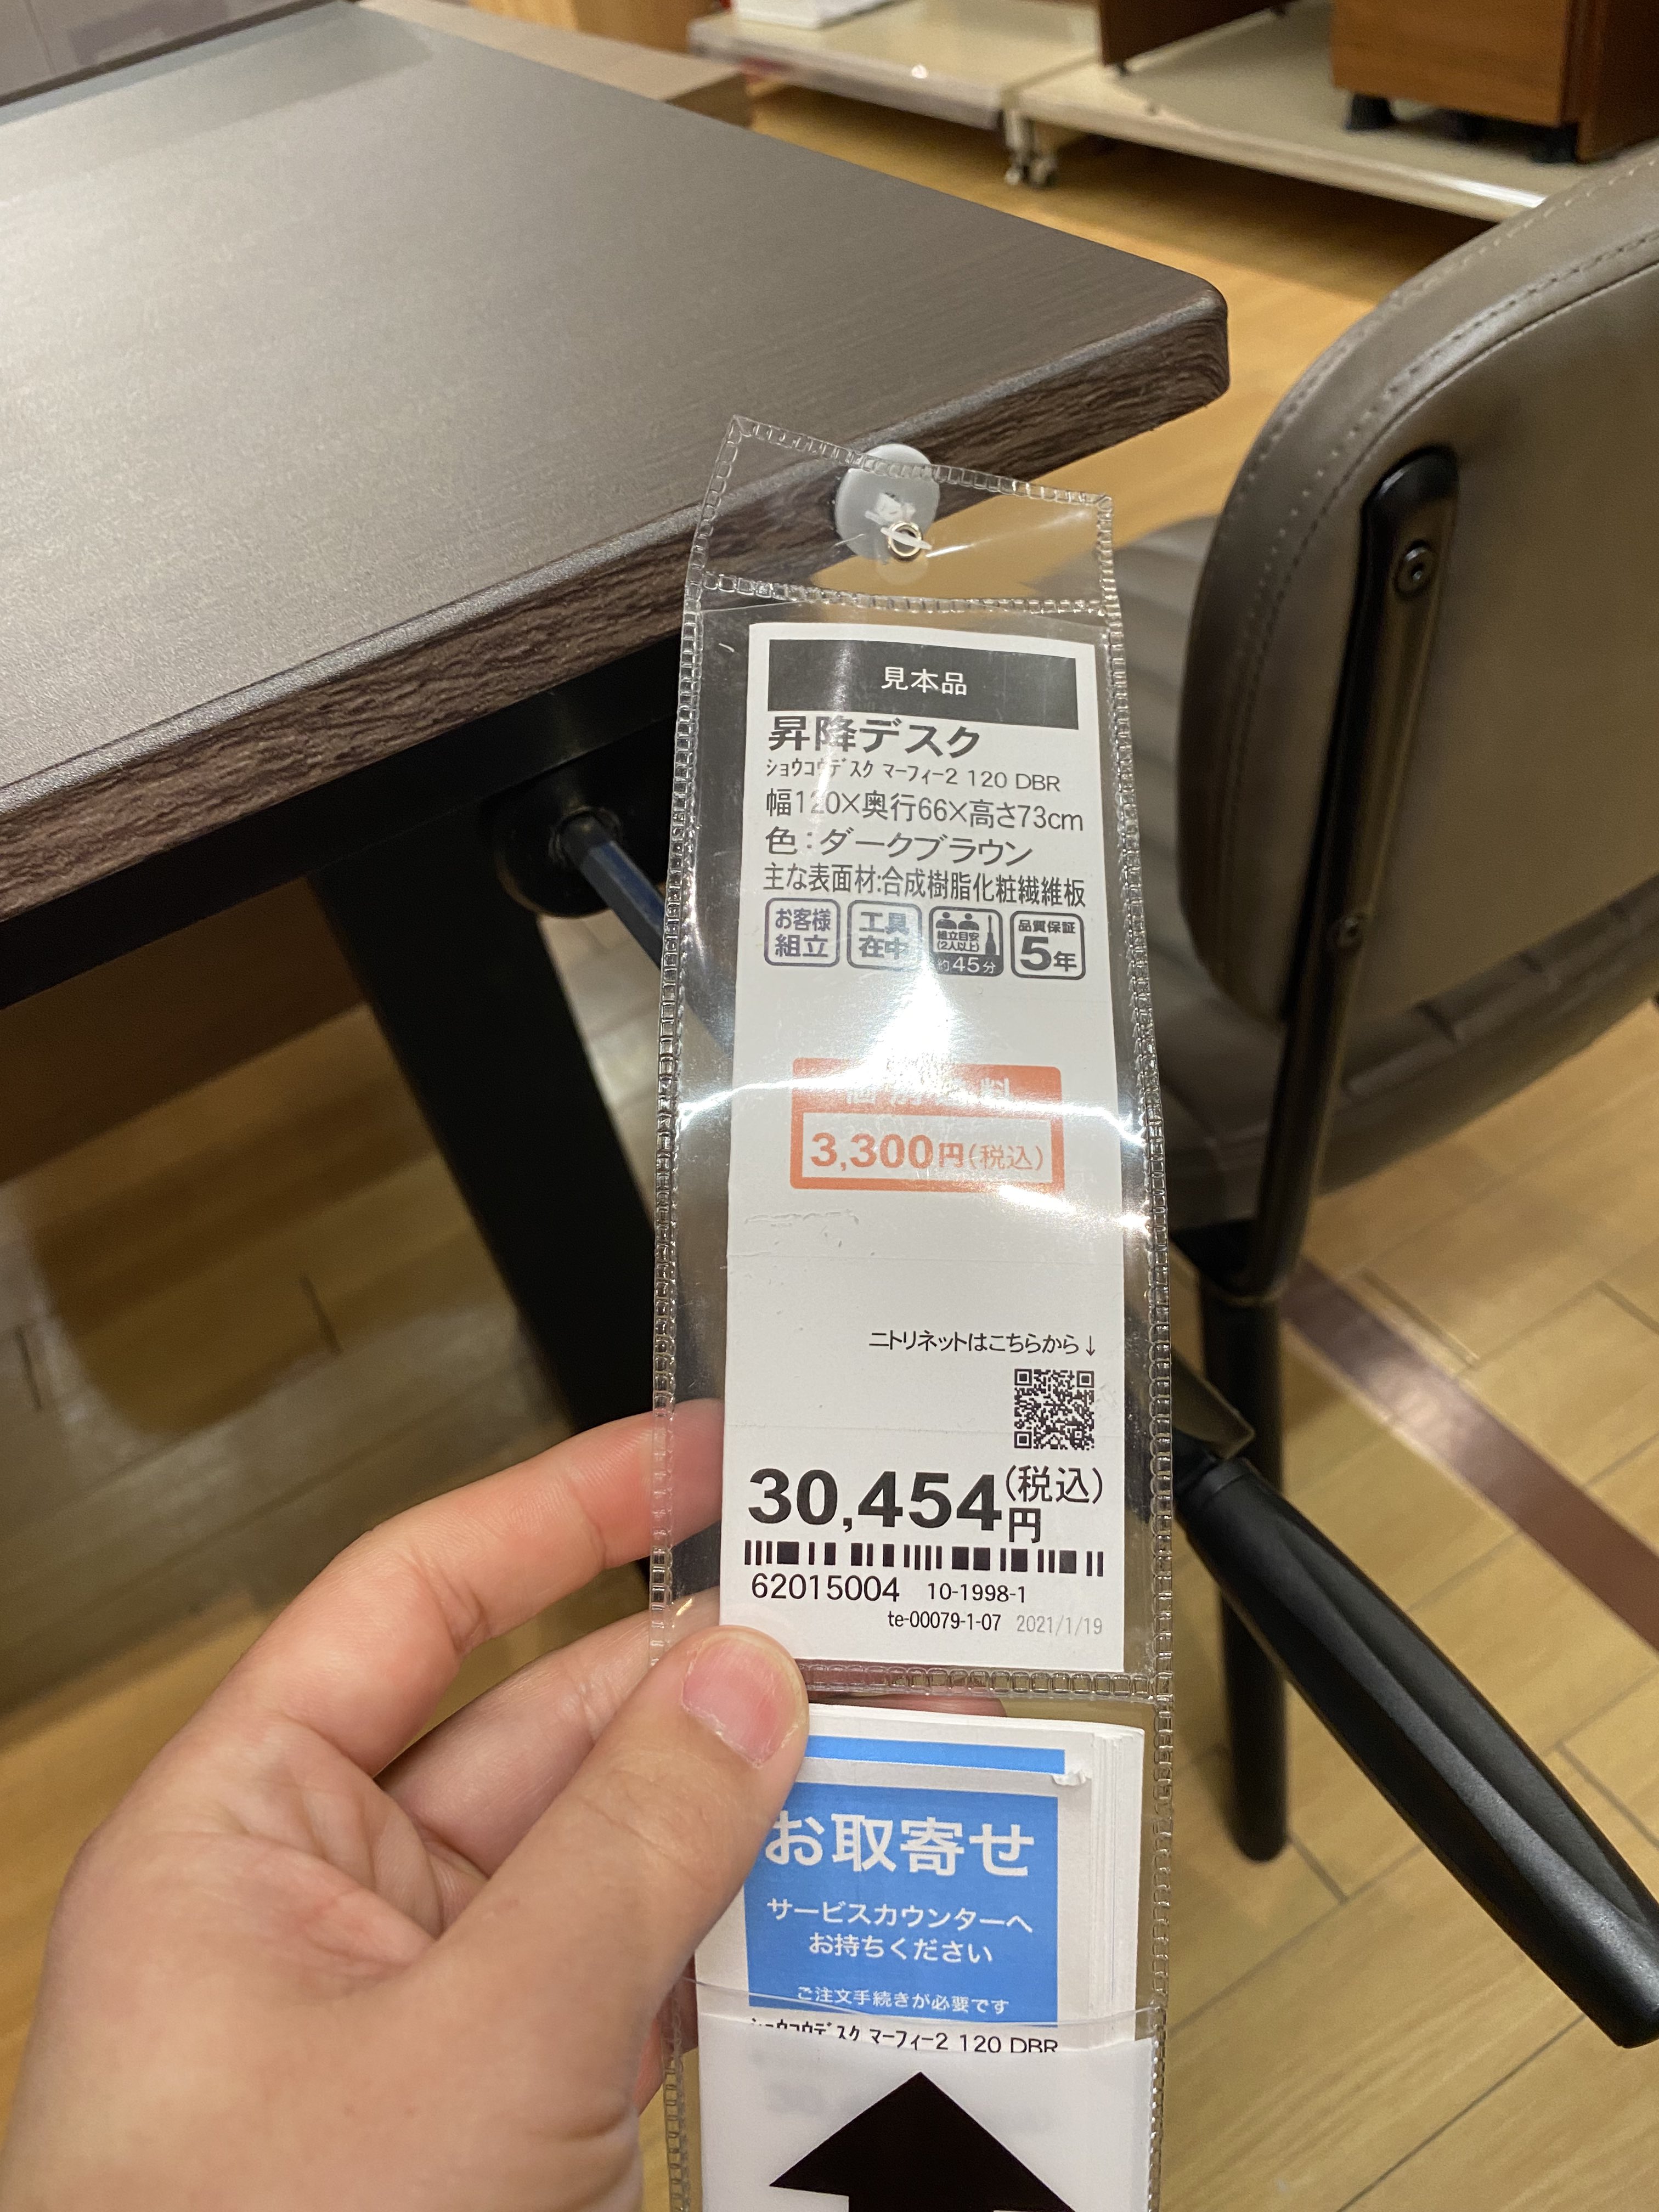 見本品
昇降デスク
ショウコウデスク マーフィー2 120 DBR
幅120×奥行66×高さ73cm
色:ダークブラウン
主な表面材:合成樹脂化粧繊維板
お客様
組立
工具
在中
組立目安
(2人以上)
約45分
品質保証
5年
3,300円(税込)
ニトリネットはこちらから↓
30,454円(税込)
62015004 10-1998-1
te-00079-1-07 2021/1/19
お取寄せ
サービスカウンターへ
お持ちください
ご注文手続きが必要です
ショウコウデスク マーフィー2 120 DBR